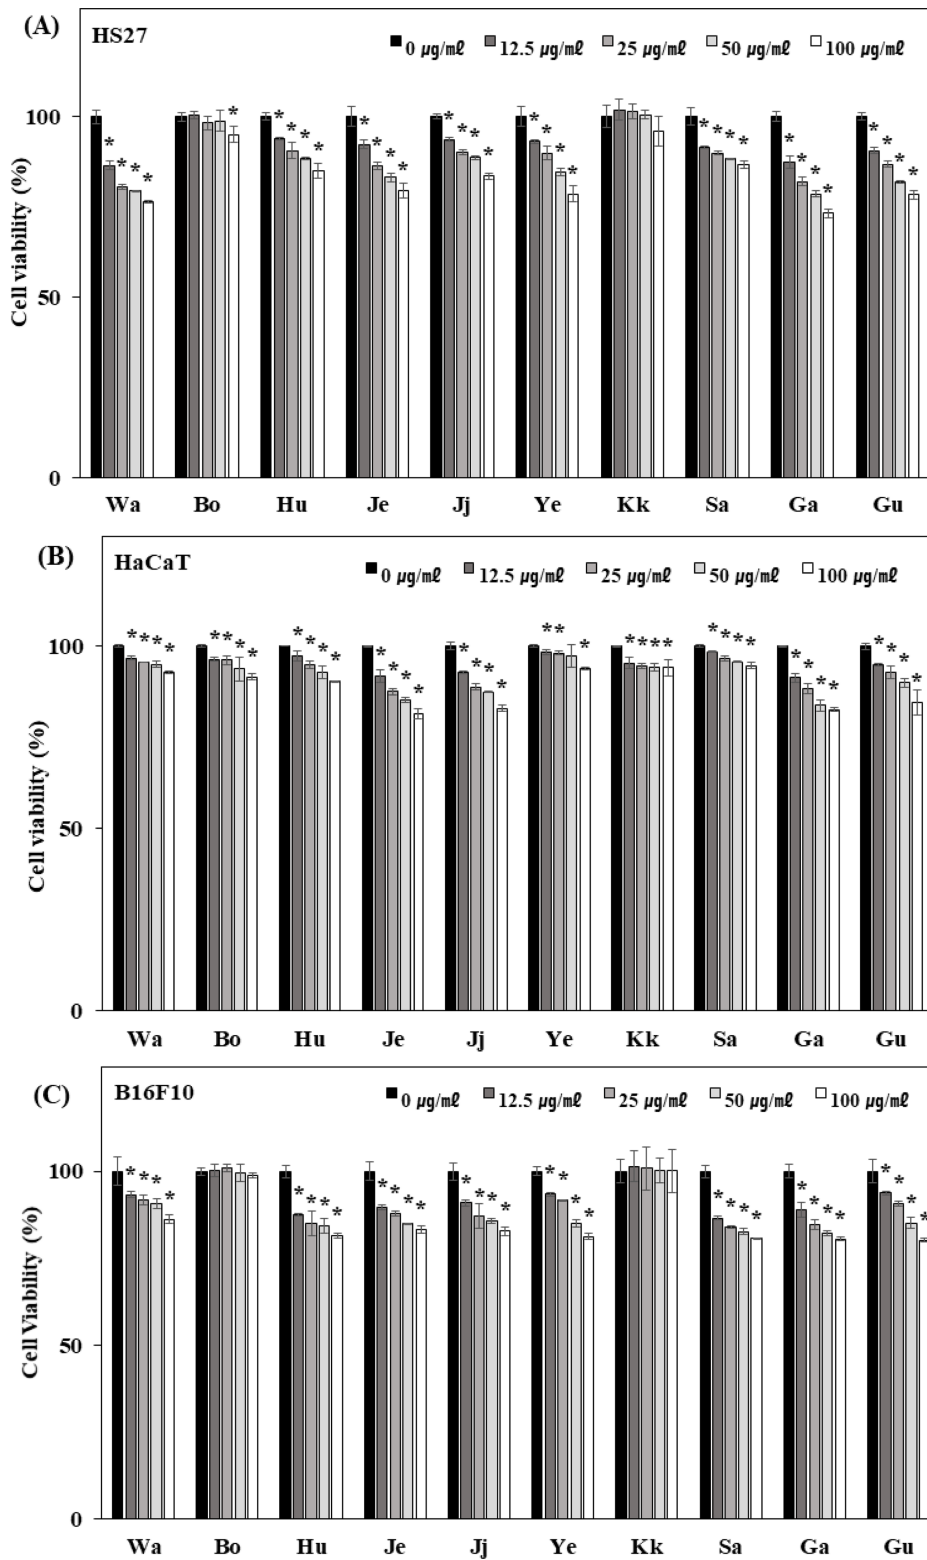 (A)
HS27
0 μg/mℓ 12.5 μg/mℓ 25 μg/mℓ 50 μg/mℓ 100 μg/mℓ
* * * * * * * * * * * * * * * * * * * * * * * * * * * * * * * * *
Cell viability (%)
100
50
0
Wa Bo Hu Je Jj Ye Kk Sa Ga Gu
(B)
HaCaT
0 μg/mℓ 12.5 μg/mℓ 25 μg/mℓ 50 μg/mℓ 100 μg/mℓ
* * * * * * * * * * * * * * * * * * * * * * * * * * * * * * * * * * * * * * *
Cell viability (%)
100
50
0
Wa Bo Hu Je Jj Ye Kk Sa Ga Gu
(C)
B16F10
0 μg/mℓ 12.5 μg/mℓ 25 μg/mℓ 50 μg/mℓ 100 μg/mℓ
* * * * * * * * * * * * * * * * * * * * * * * * * * * * * * * *
Cell Viability (%)
100
50
0
Wa Bo Hu Je Jj Ye Kk Sa Ga Gu